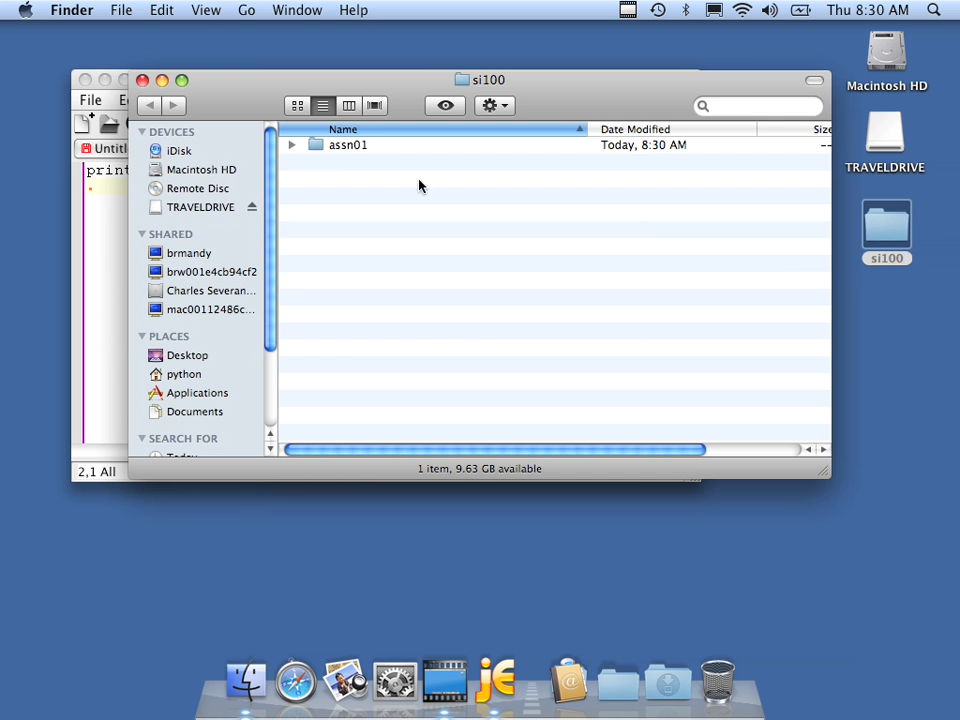 Finder File Edit View Go Window Help Thu 8:30 AM
si100
File
Untitl
print
2,1 All
DEVICES
iDisk
Macintosh HD
Remote Disc
TRAVELDRIVE
SHARED
brmandy
brw001e4cb94cf2
Charles Severan...
mac00112486c...
PLACES
Desktop
python
Applications
Documents
SEARCH FOR
Today
Name Date Modified Size
assn01 Today, 8:30 AM --
1 item, 9.63 GB available
Macintosh HD
TRAVELDRIVE
si100